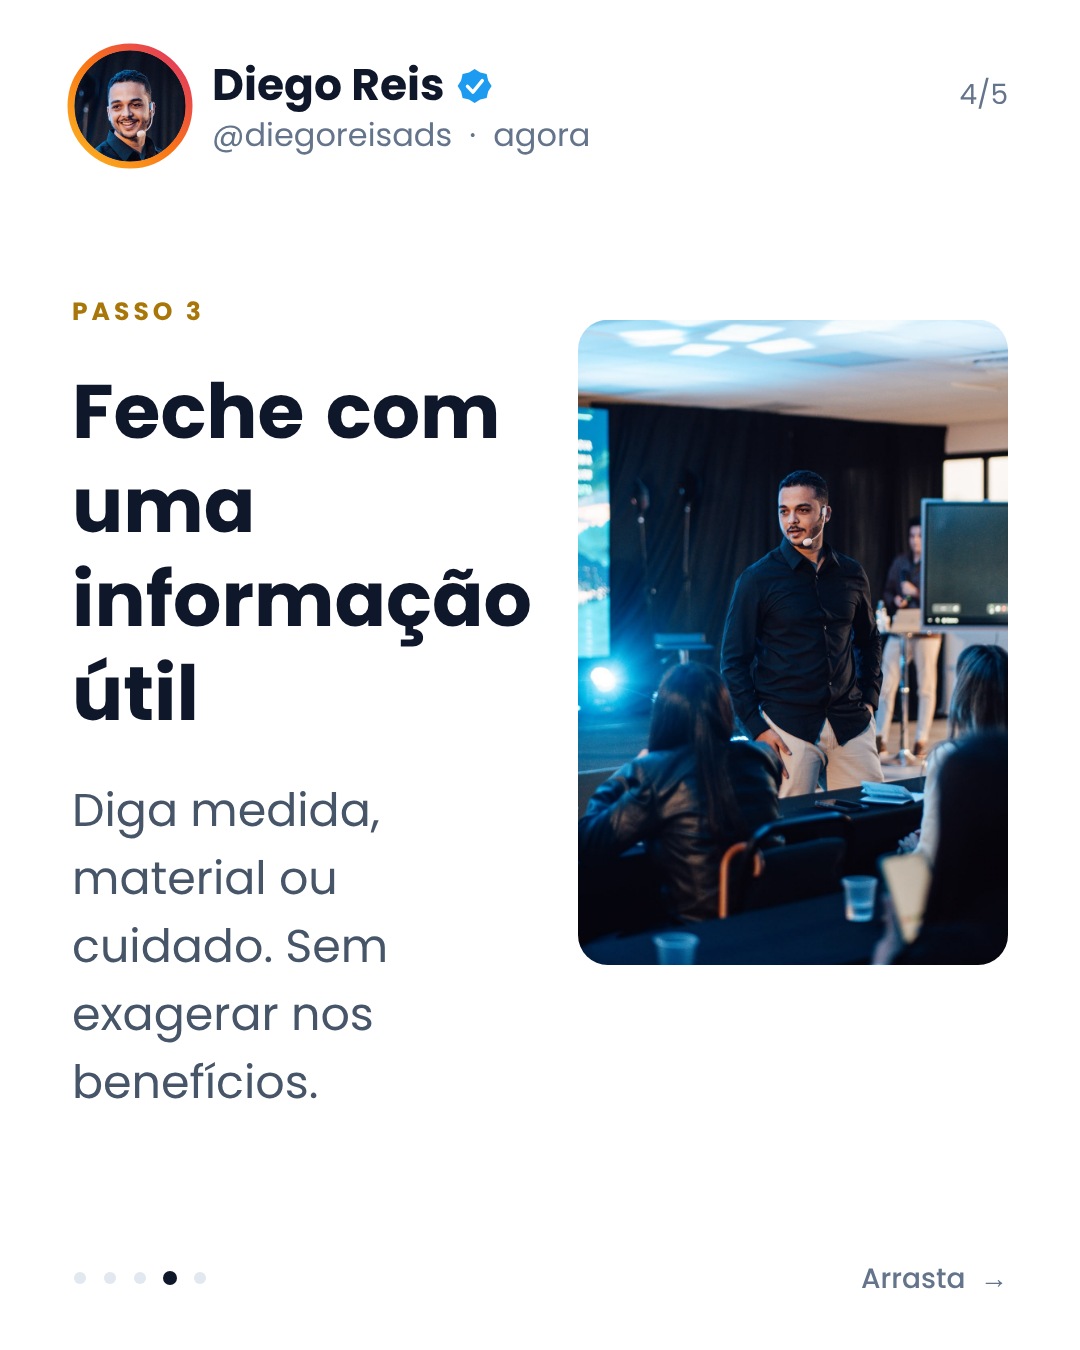 Diego Reis
@diegoreisads · agora
4/5
PASSO 3
Feche com
uma
informação
útil
Diga medida,
material ou
cuidado. Sem
exagerar nos
benefícios.
Arrasta →